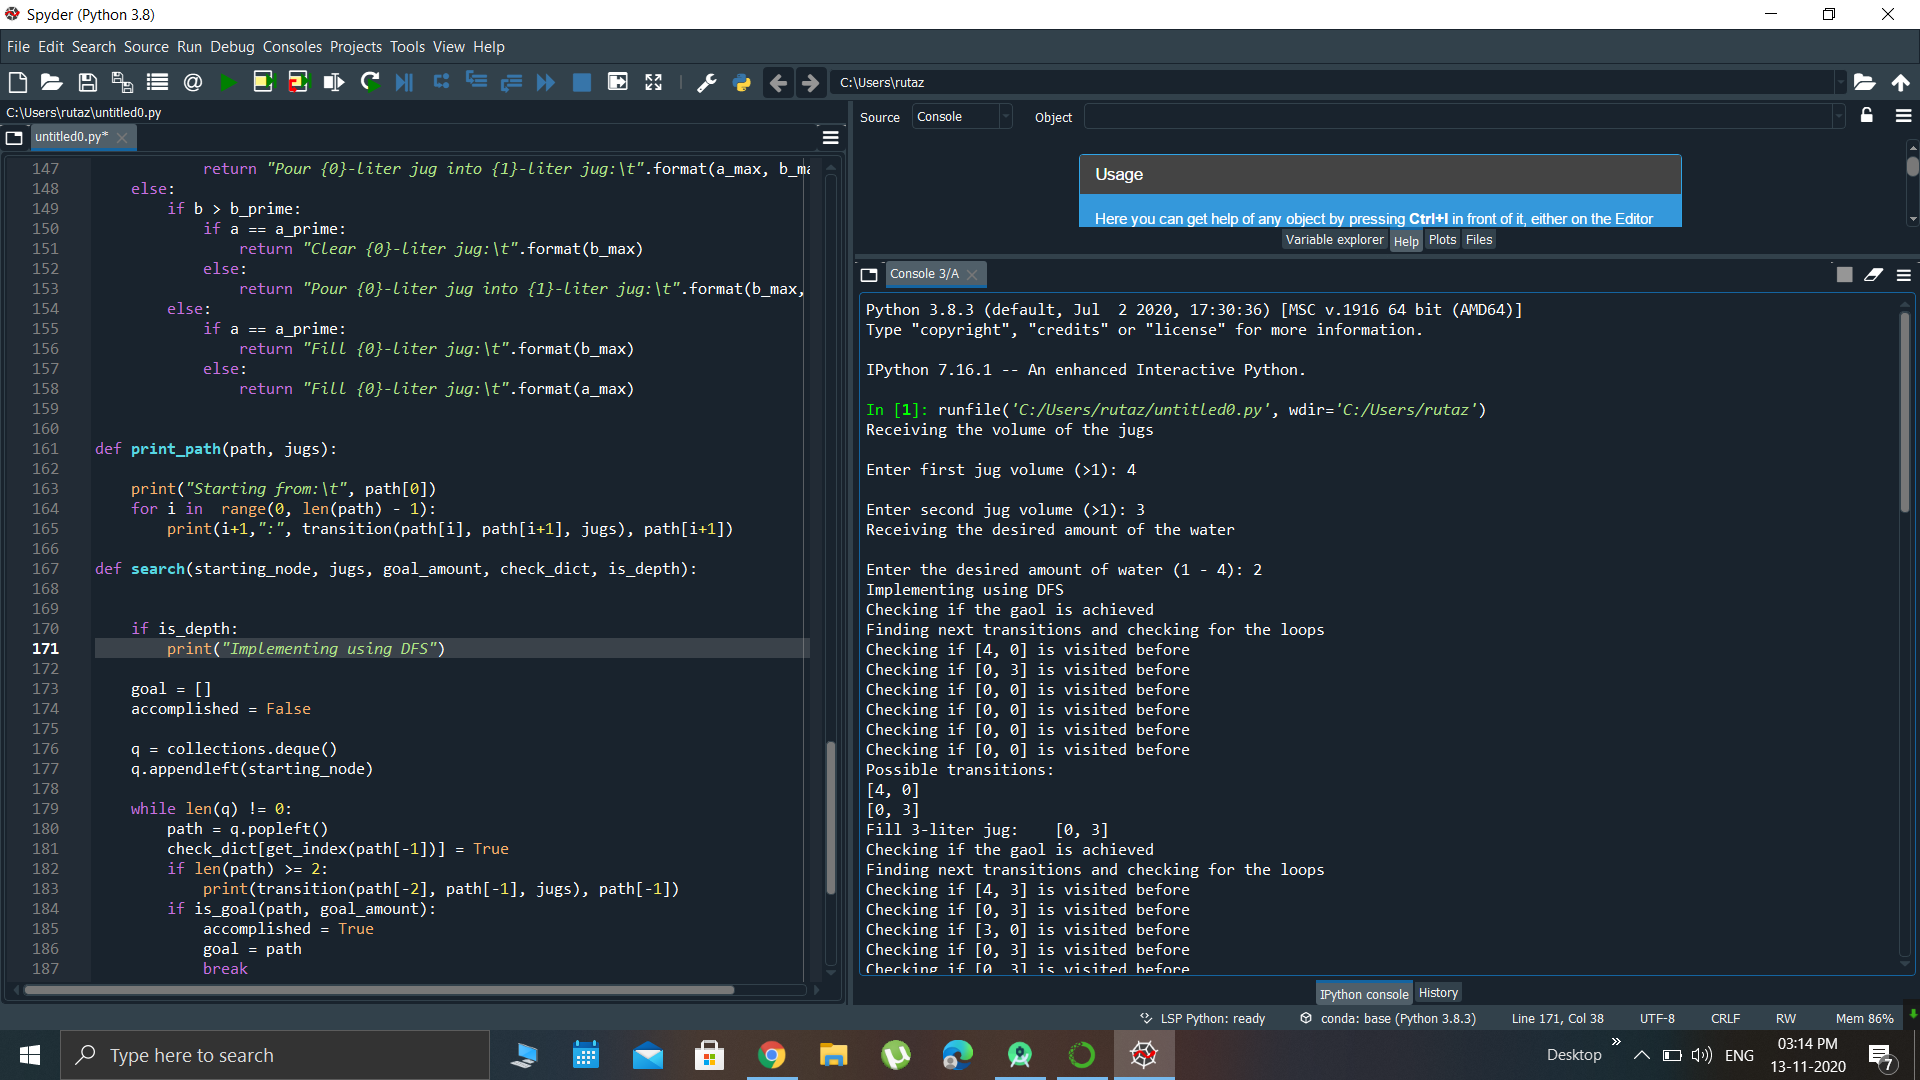 Spyder (Python 3.8)
File Edit Search Source Run Debug Consoles Projects Tools View Help
C:\Users\rutaz
C:\Users\rutaz\untitled0.py
untitled0.py*
147 return "Pour {0}-liter jug into {1}-liter jug:\t".format(a_max, b_ma
148 else:
149 if b > b_prime:
150 if a == a_prime:
151 return "Clear {0}-liter jug:\t".format(b_max)
152 else:
153 return "Pour {0}-liter jug into {1}-liter jug:\t".format(b_max,
154 else:
155 if a == a_prime:
156 return "Fill {0}-liter jug:\t".format(b_max)
157 else:
158 return "Fill {0}-liter jug:\t".format(a_max)
159
160
161 def print_path(path, jugs):
162
163 print("Starting from:\t", path[0])
164 for i in  range(0, len(path) - 1):
165 print(i+1,":", transition(path[i], path[i+1], jugs), path[i+1])
166
167 def search(starting_node, jugs, goal_amount, check_dict, is_depth):
168
169
170 if is_depth:
171 print("Implementing using DFS")
172
173 goal = []
174 accomplished = False
175
176 q = collections.deque()
177 q.appendleft(starting_node)
178
179 while len(q) != 0:
180 path = q.popleft()
181 check_dict[get_index(path[-1])] = True
182 if len(path) >= 2:
183 print(transition(path[-2], path[-1], jugs), path[-1])
184 if is_goal(path, goal_amount):
185 accomplished = True
186 goal = path
187 break
Source Console Object
Usage
Here you can get help of any object by pressing Ctrl+I in front of it, either on the Editor
Variable explorer Help Plots Files
Console 3/A
Python 3.8.3 (default, Jul  2 2020, 17:30:36) [MSC v.1916 64 bit (AMD64)]
Type "copyright", "credits" or "license" for more information.
IPython 7.16.1 -- An enhanced Interactive Python.
In [1]: runfile('C:/Users/rutaz/untitled0.py', wdir='C:/Users/rutaz')
Receiving the volume of the jugs
Enter first jug volume (>1): 4
Enter second jug volume (>1): 3
Receiving the desired amount of the water
Enter the desired amount of water (1 - 4): 2
Implementing using DFS
Checking if the gaol is achieved
Finding next transitions and checking for the loops
Checking if [4, 0] is visited before
Checking if [0, 3] is visited before
Checking if [0, 0] is visited before
Checking if [0, 0] is visited before
Checking if [0, 0] is visited before
Checking if [0, 0] is visited before
Possible transitions:
[4, 0]
[0, 3]
Fill 3-liter jug:    [0, 3]
Checking if the gaol is achieved
Finding next transitions and checking for the loops
Checking if [4, 3] is visited before
Checking if [0, 3] is visited before
Checking if [3, 0] is visited before
Checking if [0, 3] is visited before
Checking if [0, 3] is visited before
IPython console History
LSP Python: ready conda: base (Python 3.8.3) Line 171, Col 38 UTF-8 CRLF RW Mem 86%
Type here to search
Desktop
ENG
03:14 PM
13-11-2020
7